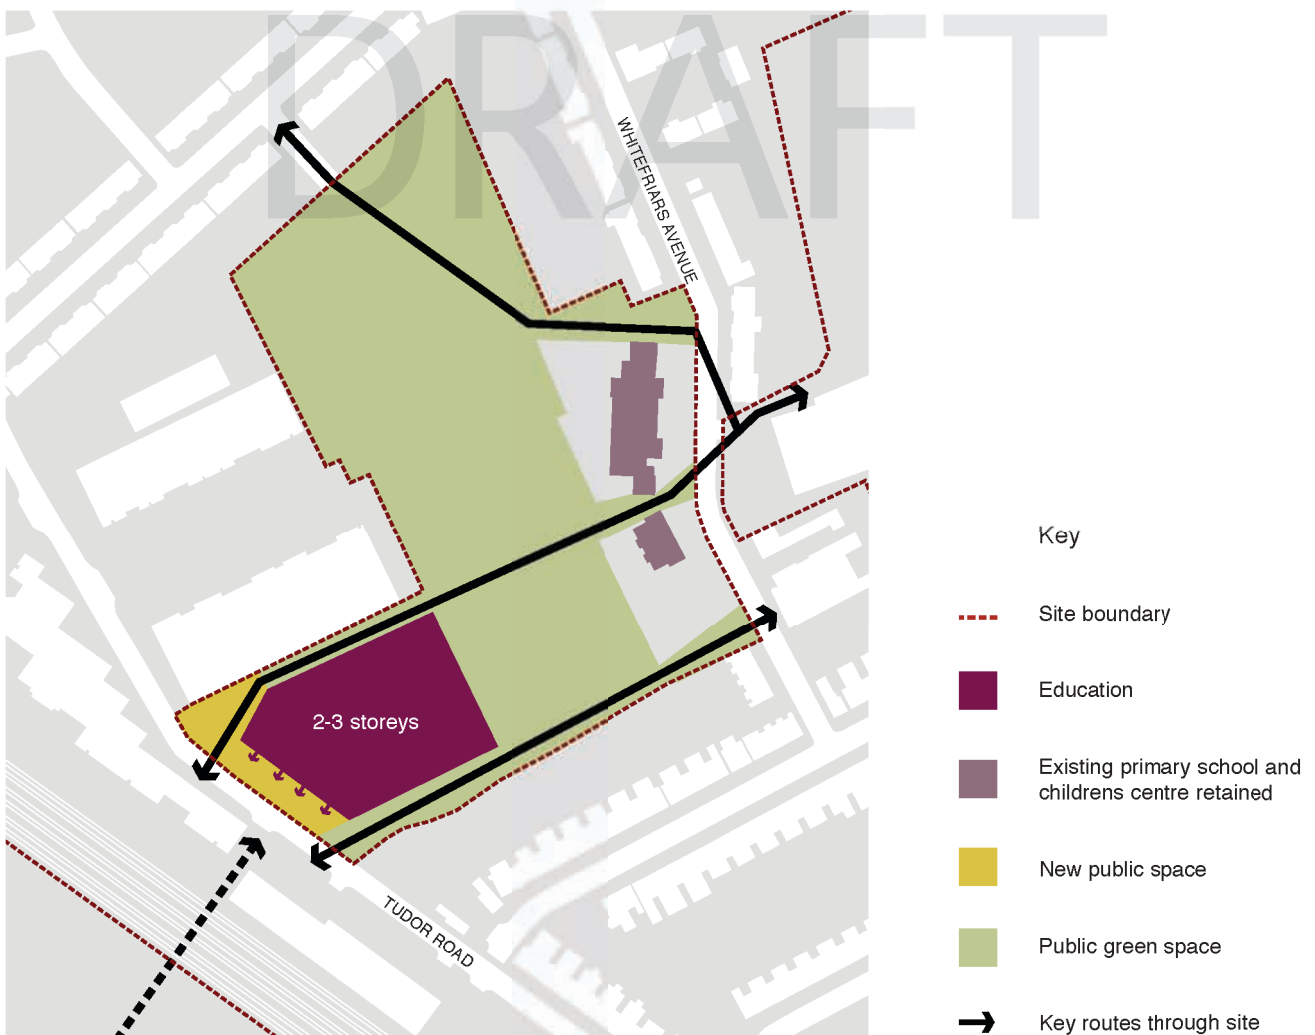 DRAFT
WHITEFRIARS AVENUE
2-3 storeys
TUDOR ROAD
Key
Site boundary
Education
Existing primary school and
childrens centre retained
New public space
Public green space
Key routes through site